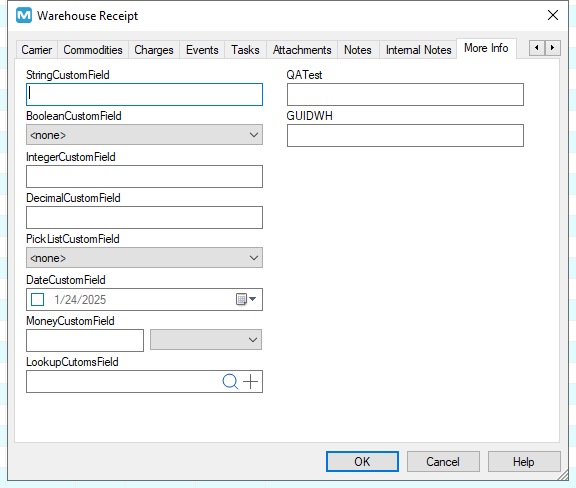 Warehouse Receipt
Carrier Commodities Charges Events Tasks Attachments Notes Internal Notes More Info
StringCustomField
QATest
BooleanCustomField
GUIDWH
<none>
IntegerCustomField
DecimalCustomField
PickListCustomField
<none>
DateCustomField
1/24/2025
MoneyCustomField
LookupCutomsField
OK Cancel Help